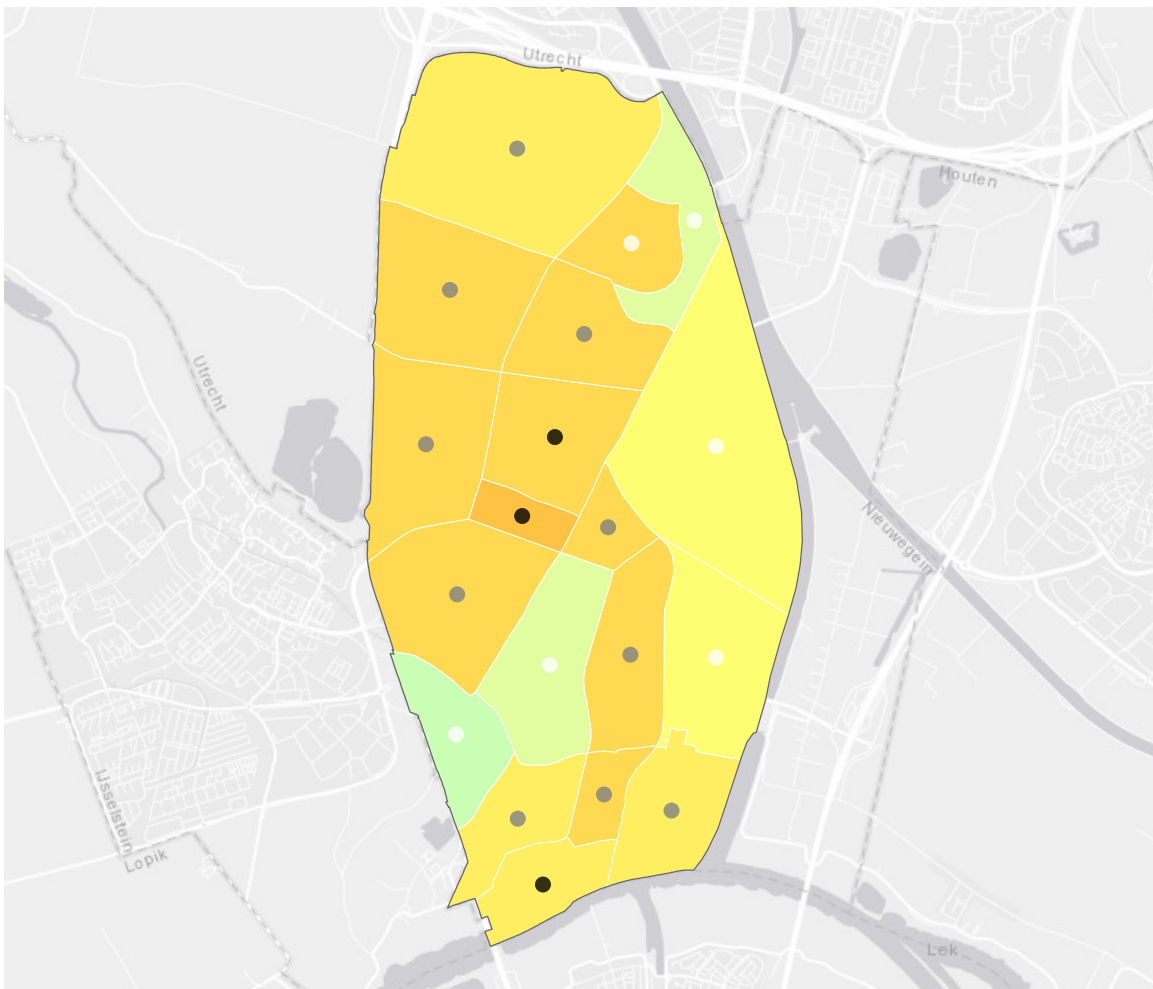 Utrecht
Houten
Utrecht
Nieuwegein
IJsselstein
Lopik
Lek